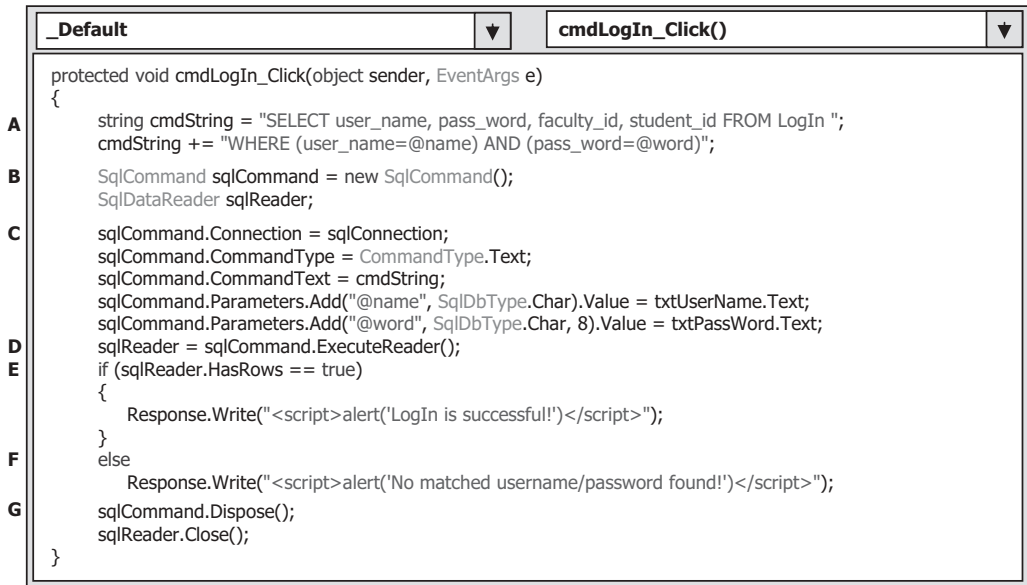 _Default cmdLogIn_Click()
protected void cmdLogIn_Click(object sender, EventArgs e)
{
A string cmdString = "SELECT user_name, pass_word, faculty_id, student_id FROM LogIn ";
cmdString += "WHERE (user_name=@name) AND (pass_word=@word)";
B SqlCommand sqlCommand = new SqlCommand();
SqlDataReader sqlReader;
C sqlCommand.Connection = sqlConnection;
sqlCommand.CommandType = CommandType.Text;
sqlCommand.CommandText = cmdString;
sqlCommand.Parameters.Add("@name", SqlDbType.Char).Value = txtUserName.Text;
sqlCommand.Parameters.Add("@word", SqlDbType.Char, 8).Value = txtPassWord.Text;
D sqlReader = sqlCommand.ExecuteReader();
E if (sqlReader.HasRows == true)
{
Response.Write("<script>alert('LogIn is successful!')</script>");
}
F else
Response.Write("<script>alert('No matched username/password found!')</script>");
G sqlCommand.Dispose();
sqlReader.Close();
}